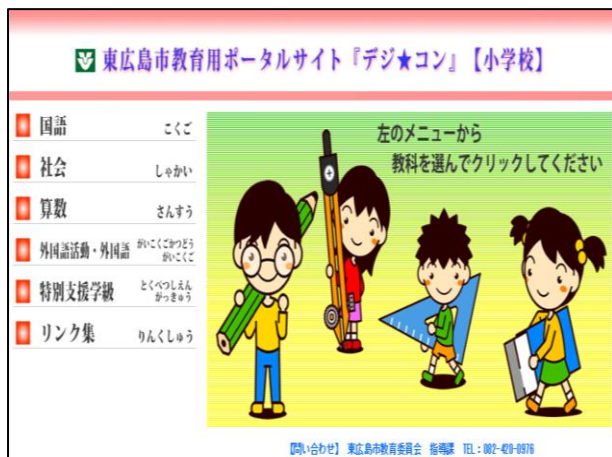 東広島市教育用ポータルサイト『デジ★コン』【小学校】
国語 こくご
社会 しゃかい
算数 さんすう
外国語活動・外国語 がいこくごかつどう がいこくご
特別支援学級 とくべつしえん がっきゅう
リンク集 りんくしゅう
左のメニューから
教科を選んでクリックしてください
【問い合わせ】 東広島市教育委員会 指導課 TEL:082-420-0976